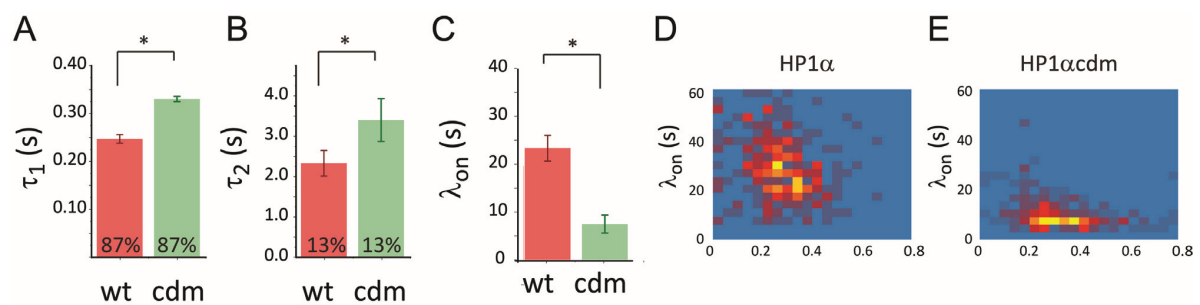 A
*
τ1 (s)
0.40
0.30
0.20
0.10
87%
87%
wt
cdm
B
*
τ2 (s)
4.0
3.0
2.0
1.0
0.0
13%
13%
wt
cdm
C
*
λon (s)
40
30
20
10
0
wt
cdm
D
HP1α
λon (s)
60
40
20
0
0
0.2
0.4
0.6
0.8
E
HP1αcdm
λon (s)
60
40
20
0
0
0.2
0.4
0.6
0.8